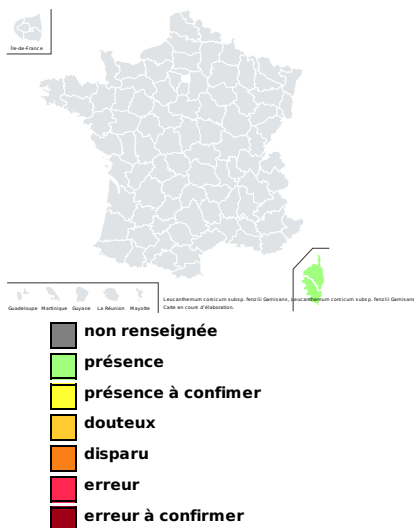 Île-de-France
Guadeloupe Martinique Guyane La Réunion Mayotte
Leucanthemum corsicum subsp. fenzlii Gamisans, Leucanthemum corsicum subsp. fenzlii Gamisans
Carte en cours d'élaboration.
non renseignée
présence
présence à confimer
douteux
disparu
erreur
erreur à confirmer